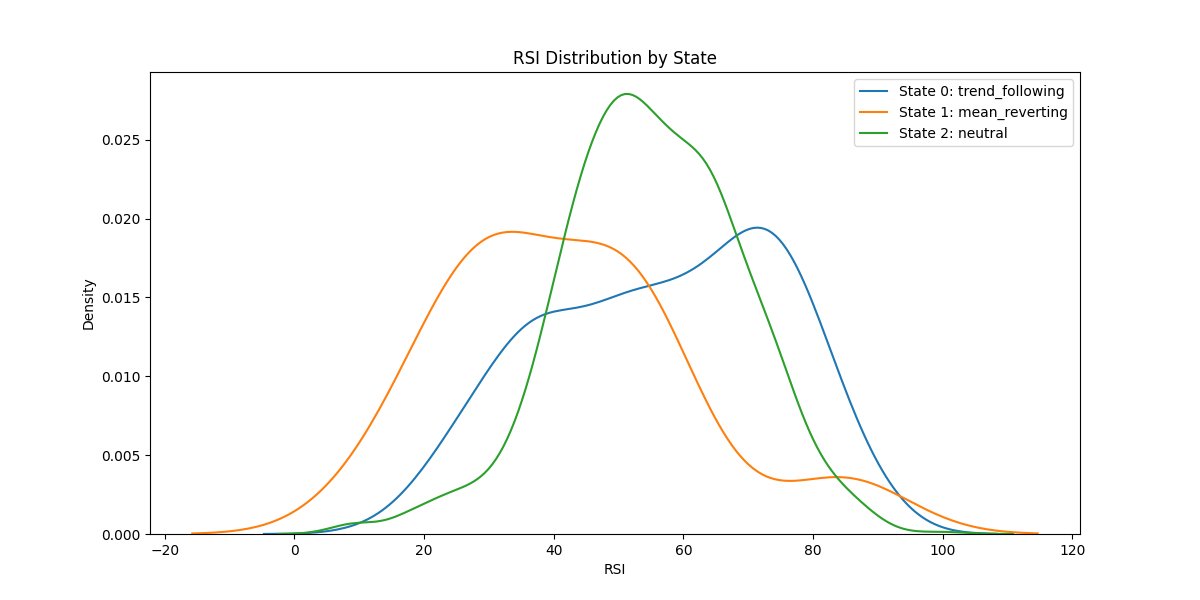 RSI Distribution by State
State 0: trend_following
State 1: mean_reverting
State 2: neutral
Density
0.025
0.020
0.015
0.010
0.005
0.000
−20
0
20
40
60
80
100
120
RSI